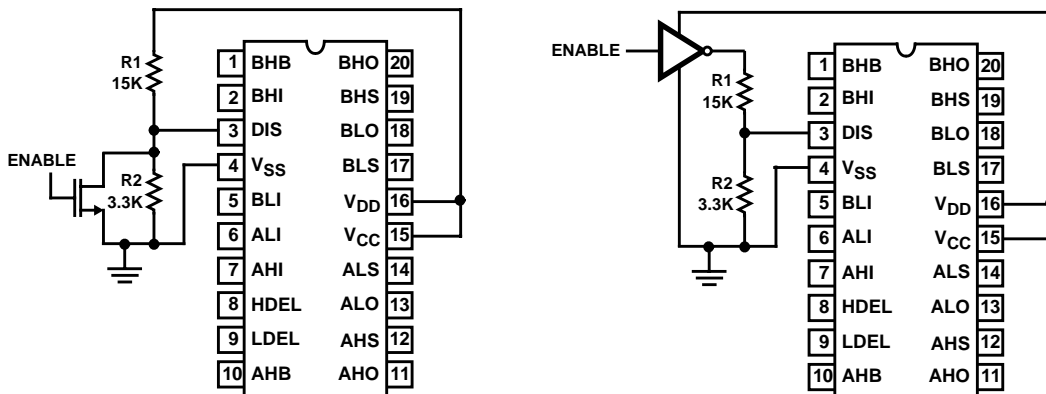 R1
15K
ENABLE
R2
3.3K
1 BHB BHO 20
2 BHI BHS 19
3 DIS BLO 18
4 VSS BLS 17
5 BLI VDD 16
6 ALI VCC 15
7 AHI ALS 14
8 HDEL ALO 13
9 LDEL AHS 12
10 AHB AHO 11
ENABLE
R1
15K
R2
3.3K
1 BHB BHO 20
2 BHI BHS 19
3 DIS BLO 18
4 VSS BLS 17
5 BLI VDD 16
6 ALI VCC 15
7 AHI ALS 14
8 HDEL ALO 13
9 LDEL AHS 12
10 AHB AHO 11